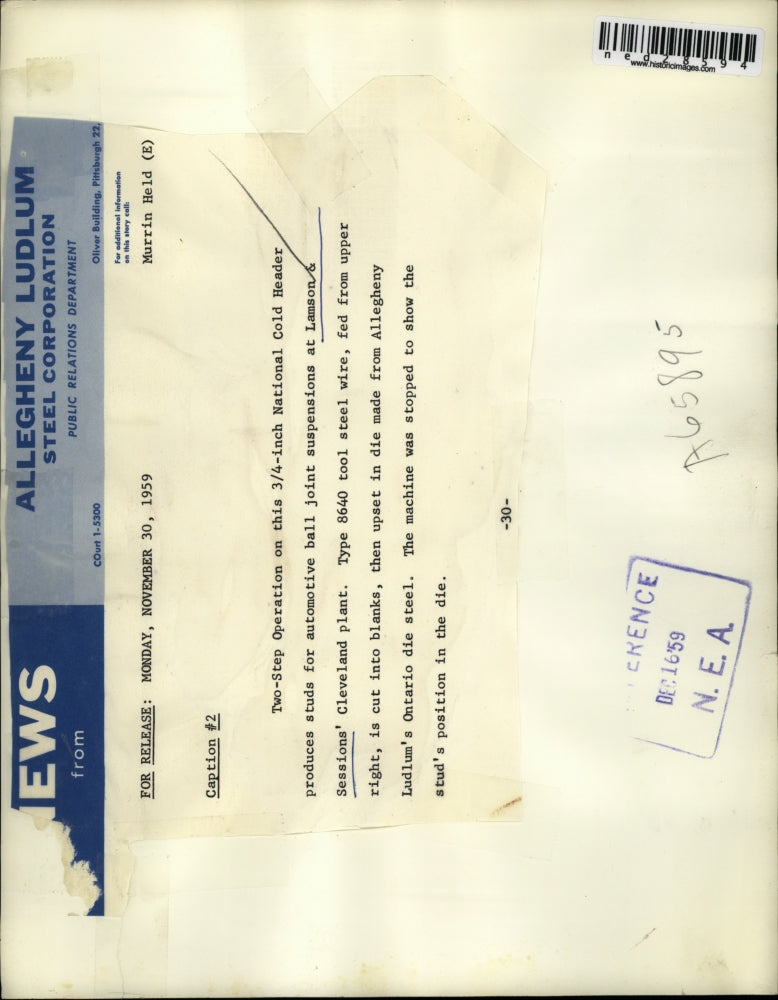 EWS
from
ALLEGHENY LUDLUM
STEEL CORPORATION
PUBLIC RELATIONS DEPARTMENT
COurt 1-5300
Oliver Building, Pittsburgh 22,
For additional information
on this story call:
FOR RELEASE: MONDAY, NOVEMBER 30, 1959
Murrin Held (E)
Caption #2
Two-Step Operation on this 3/4-inch National Cold Header
produces studs for automotive ball joint suspensions at Lamson &
Sessions' Cleveland plant. Type 8640 tool steel wire, fed from upper
right, is cut into blanks, then upset in die made from Allegheny
Ludlum's Ontario die steel. The machine was stopped to show the
stud's position in the die.
-30-
ERENCE
DEC 16 '59
N. E. A.
A65895
ned28594
www.historicimages.com